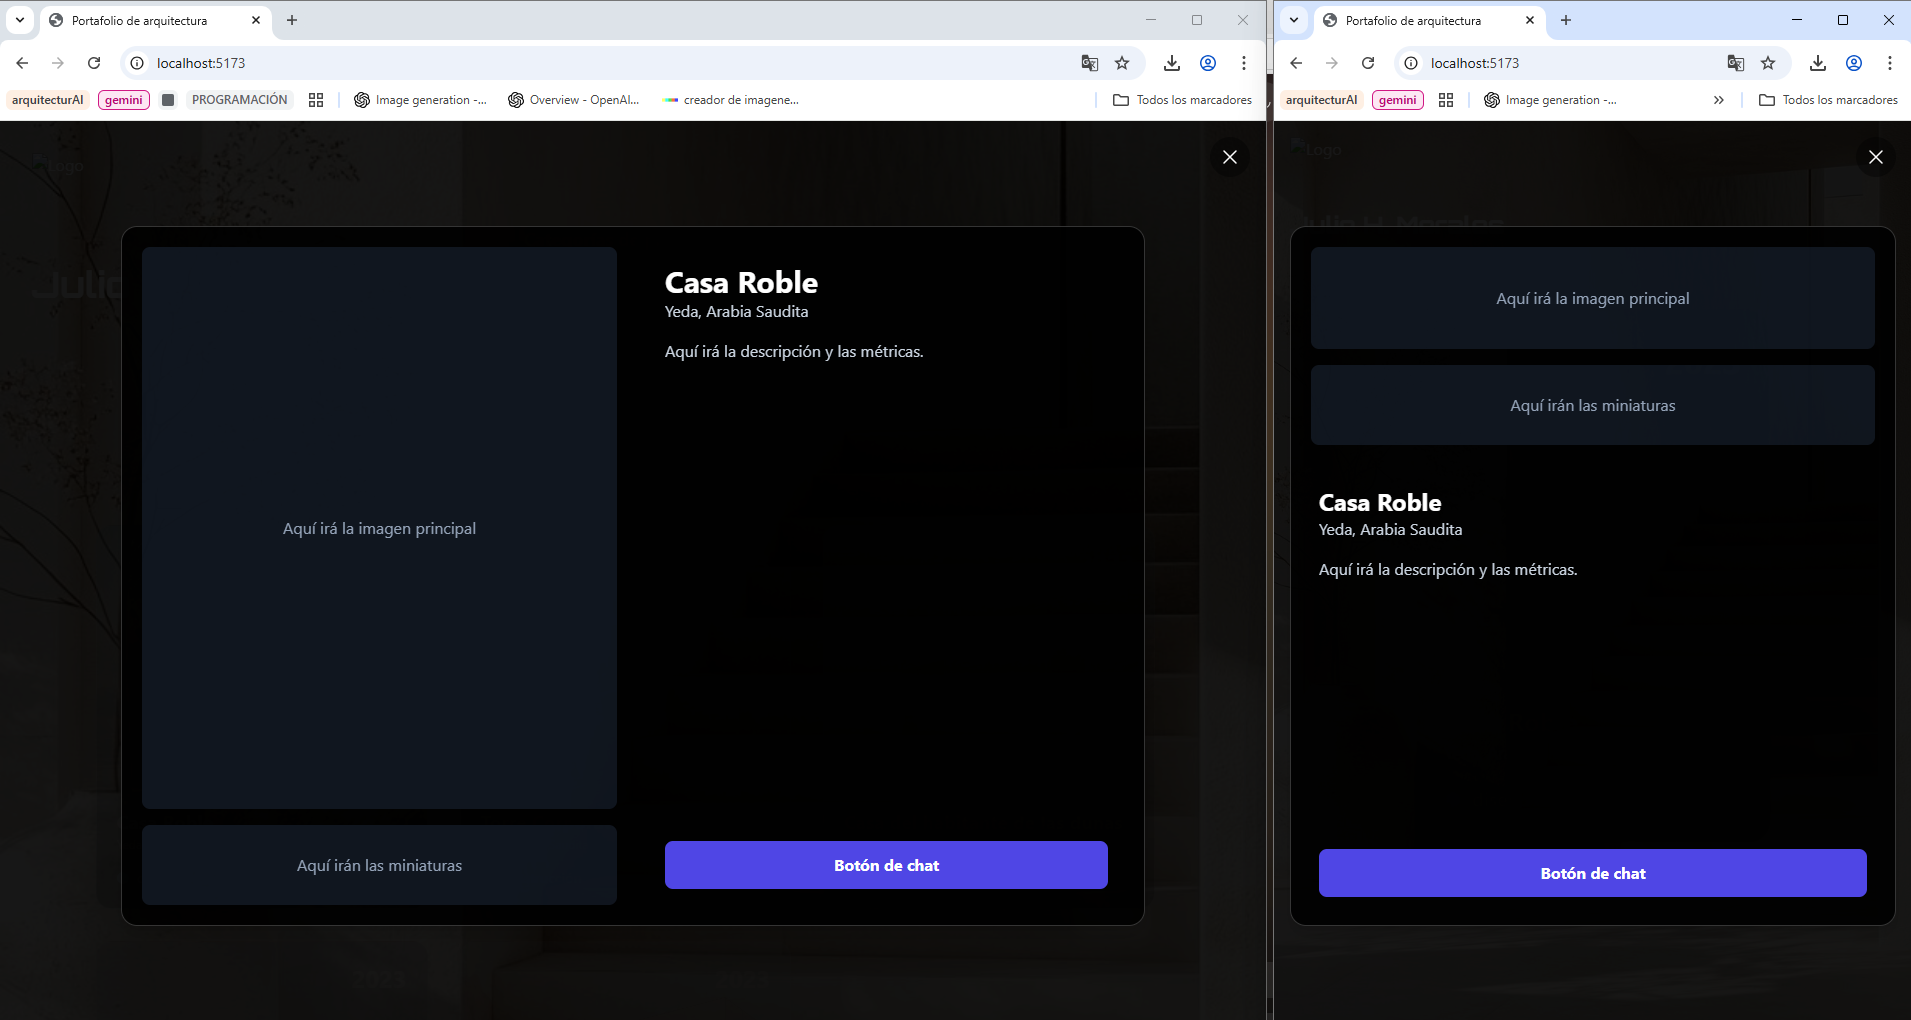 Portafolio de arquitectura
localhost:5173
arquitecturAI
gemini
PROGRAMACIÓN
Image generation -...
Overview - OpenAI...
creador de imagene...
Todos los marcadores
Logo
Julio
Casa Roble
Yeda, Arabia Saudita
Aquí irá la descripción y las métricas.
Aquí irá la imagen principal
Aquí irán las miniaturas
Botón de chat
2023
Portafolio de arquitectura
localhost:5173
arquitecturAI
gemini
Image generation -...
Todos los marcadores
Logo
Julio H. Morales
Aquí irá la imagen principal
Aquí irán las miniaturas
Casa Roble
Yeda, Arabia Saudita
Aquí irá la descripción y las métricas.
Botón de chat